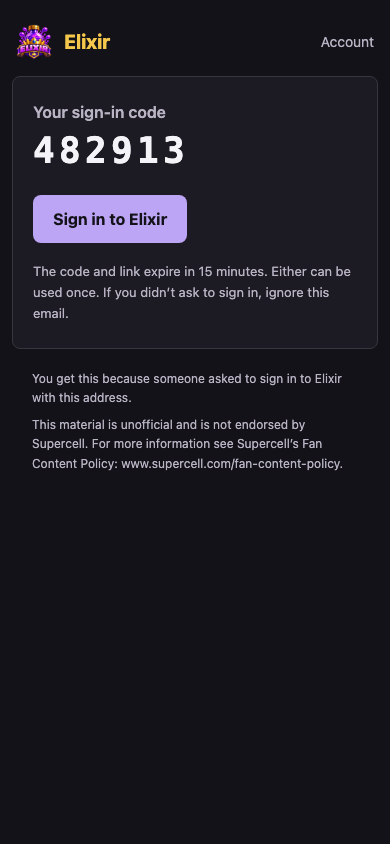 ELIXIR
Elixir
Account
Your sign-in code
482913
Sign in to Elixir
The code and link expire in 15 minutes. Either can be
used once. If you didn’t ask to sign in, ignore this
email.
You get this because someone asked to sign in to Elixir
with this address.
This material is unofficial and is not endorsed by
Supercell. For more information see Supercell’s Fan
Content Policy: www.supercell.com/fan-content-policy.